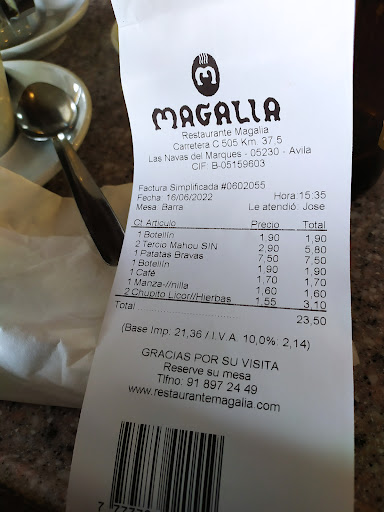 MAGALIA
Restaurante Magalia
Carretera C.505 Km. 37,5
Las Navas del Marques - 05230 - Avila
CIF: B-05159603
Factura Simplificada #0602055
Fecha: 16/06/2022 Hora:15:35
Mesa: Barra Le atendió: José
Ct. Artículo Precio Total
1 Botellín 1,90 1,90
2 Tercio Mahou SIN 2,90 5,80
1 Patatas Bravas 7,50 7,50
1 Botellín 1,90 1,90
1 Café 1,70 1,70
1 Manza-//nilla 1,60 1,60
2 Chupito Licor//Hierbas 1,55 3,10
Total 23,50
(Base Imp: 21,36 / I.V.A. 10,0%: 2,14)
GRACIAS POR SU VISITA
Reserve su mesa
Tlfno: 91 897 24 49
www.restaurantemagalia.com